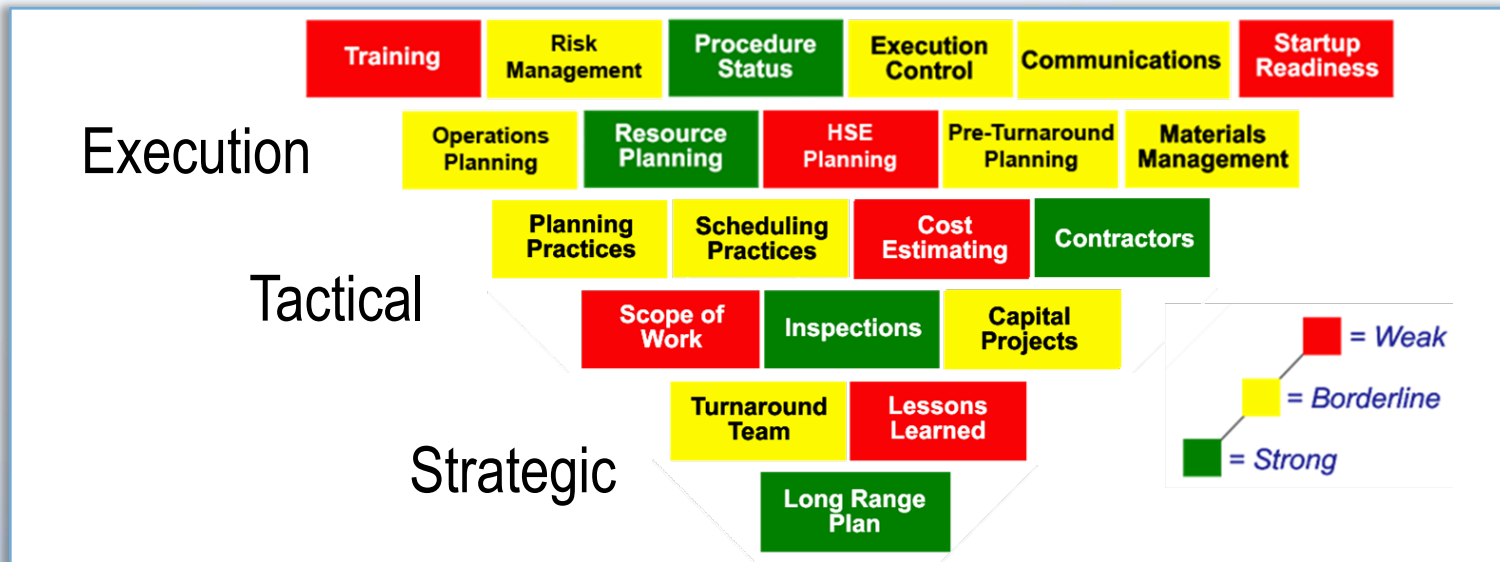 Training
Risk
Management
Procedure
Status
Execution
Control
Communications
Startup
Readiness
Execution
Operations
Planning
Resource
Planning
HSE
Planning
Pre-Turnaround
Planning
Materials
Management
Planning
Practices
Scheduling
Practices
Cost
Estimating
Contractors
Tactical
Scope of
Work
Inspections
Capital
Projects
= Weak
= Borderline
= Strong
Turnaround
Team
Lessons
Learned
Strategic
Long Range
Plan